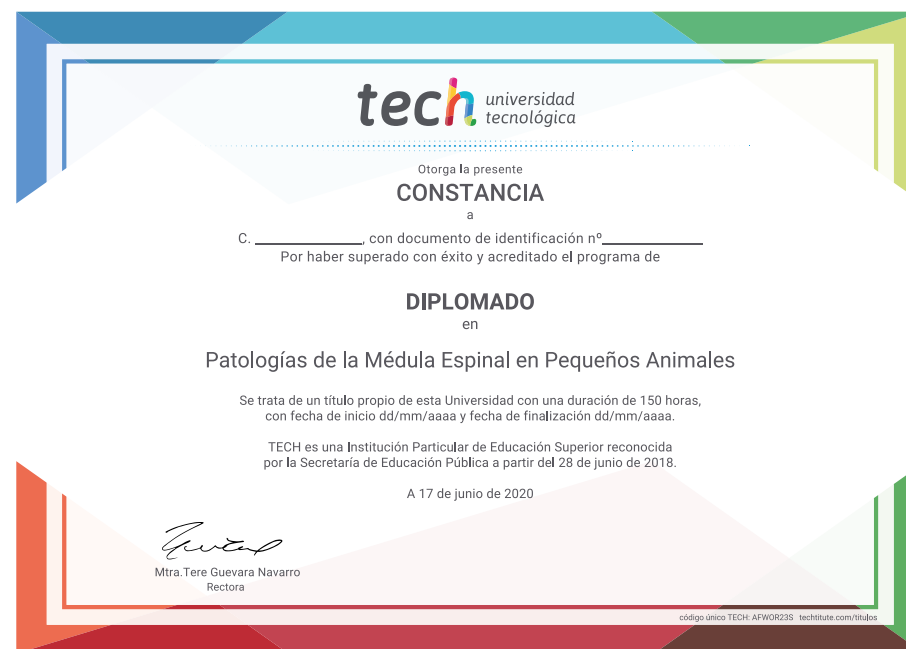 tech universidad
tecnológica
Otorga la presente
CONSTANCIA
a
C. ____________, con documento de identificación nº____________
Por haber superado con éxito y acreditado el programa de
DIPLOMADO
en
Patologías de la Médula Espinal en Pequeños Animales
Se trata de un título propio de esta Universidad con una duración de 150 horas,
con fecha de inicio dd/mm/aaaa y fecha de finalización dd/mm/aaaa.
TECH es una Institución Particular de Educación Superior reconocida
por la Secretaría de Educación Pública a partir del 28 de junio de 2018.
A 17 de junio de 2020
Mtra.Tere Guevara Navarro
Rectora
código único TECH: AFWOR23S techtitute.com/titulos